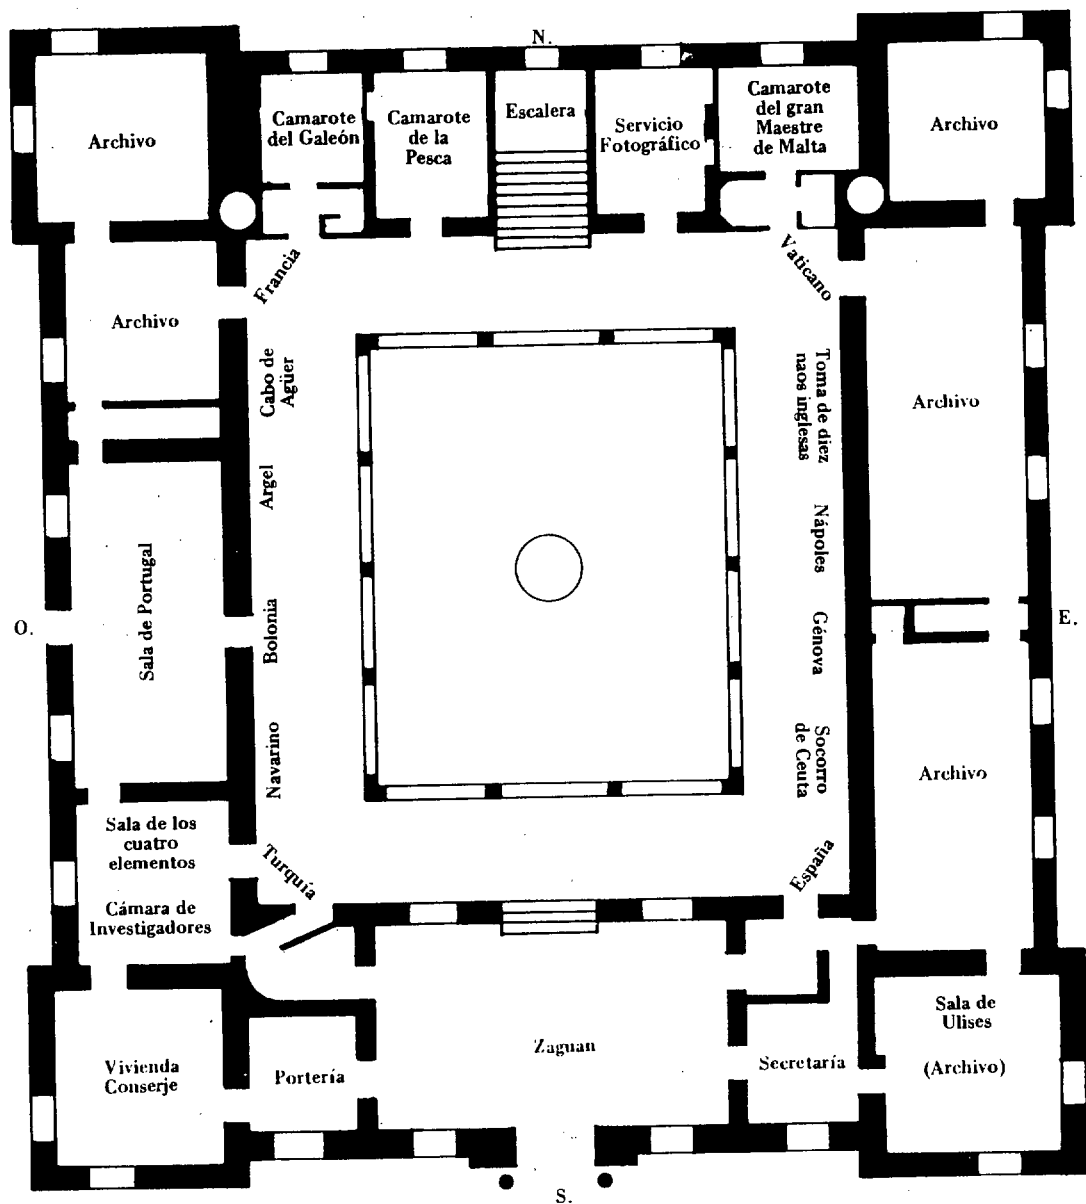 N.
Archivo
Camarote
del Galeón
Camarote
de la
Pesca
Escalera
Servicio
Fotográfico
Camarote
del gran
Maestre
de Malta
Archivo
Francia
Vaticano
Archivo
Cabo de
Agüer
Toma de diez
naos inglesas
Archivo
Argel
Nápoles
Sala de Portugal
Bolonia
Génova
O.
E.
Navarino
Socorro
de Ceuta
Archivo
Sala de los
cuatro
elementos
Turquía
España
Cámara de
Investigadores
Sala de
Ulises
(Archivo)
Vivienda
Conserje
Portería
Zaguan
Secretaría
S.